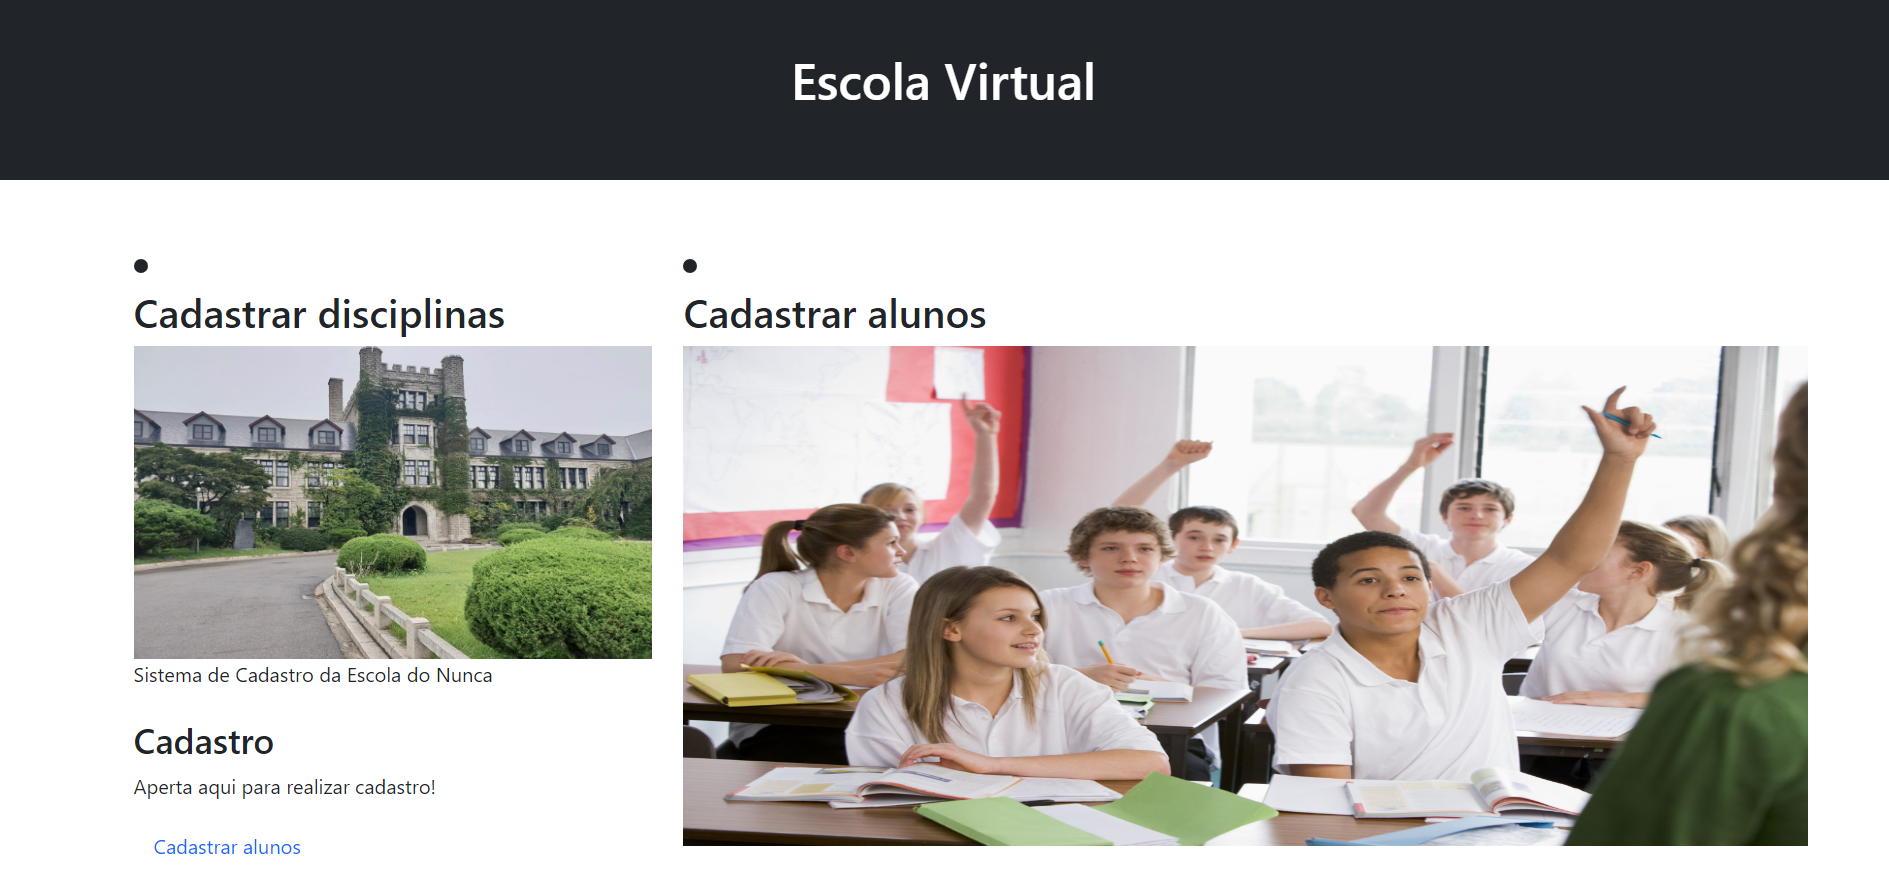 Escola Virtual
Cadastrar disciplinas
Sistema de Cadastro da Escola do Nunca
Cadastro
Aperta aqui para realizar cadastro!
Cadastrar alunos
Cadastrar alunos